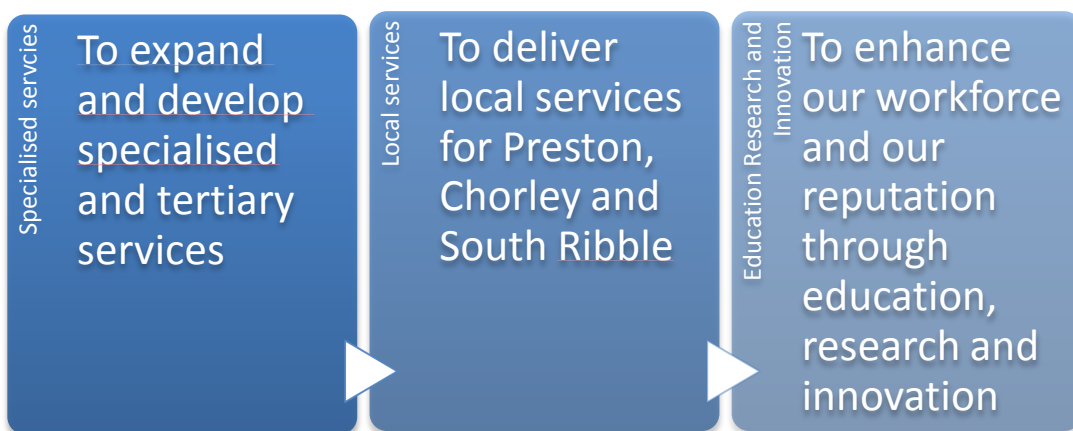 Specialised servcies
To expand
and develop
specialised
and tertiary
services
Local services
To deliver
local services
for Preston,
Chorley and
South Ribble
Education Research and
Innovation
To enhance
our workforce
and our
reputation
through
education,
research and
innovation